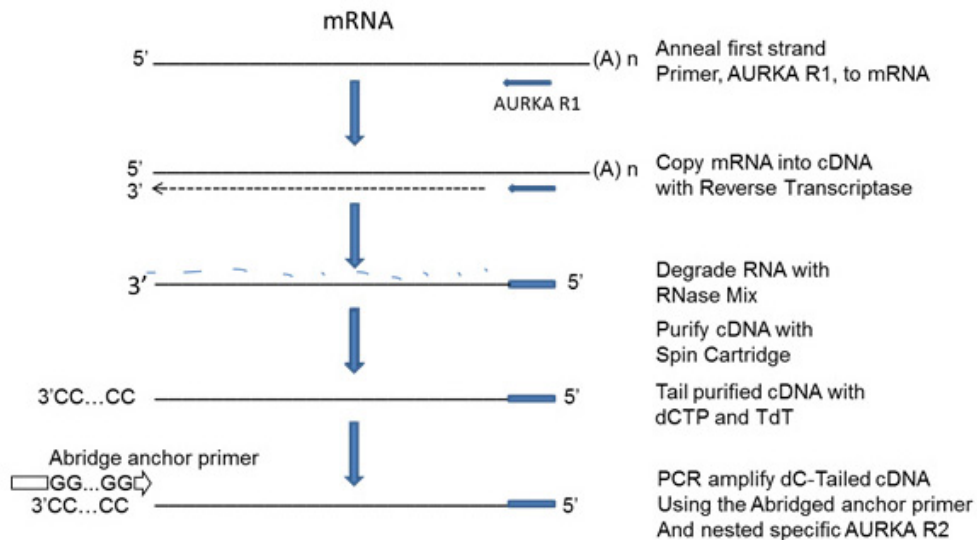 mRNA
5'
(A) n
Anneal first strand
Primer, AURKA R1, to mRNA
AURKA R1
5'
(A) n
3'
Copy mRNA into cDNA
with Reverse Transcriptase
3'
5'
Degrade RNA with
RNase Mix
Purify cDNA with
Spin Cartridge
3'CC...CC
5'
Tail purified cDNA with
dCTP and TdT
Abridge anchor primer
GG...GG
3'CC...CC
5'
PCR amplify dC-Tailed cDNA
Using the Abridged anchor primer
And nested specific AURKA R2